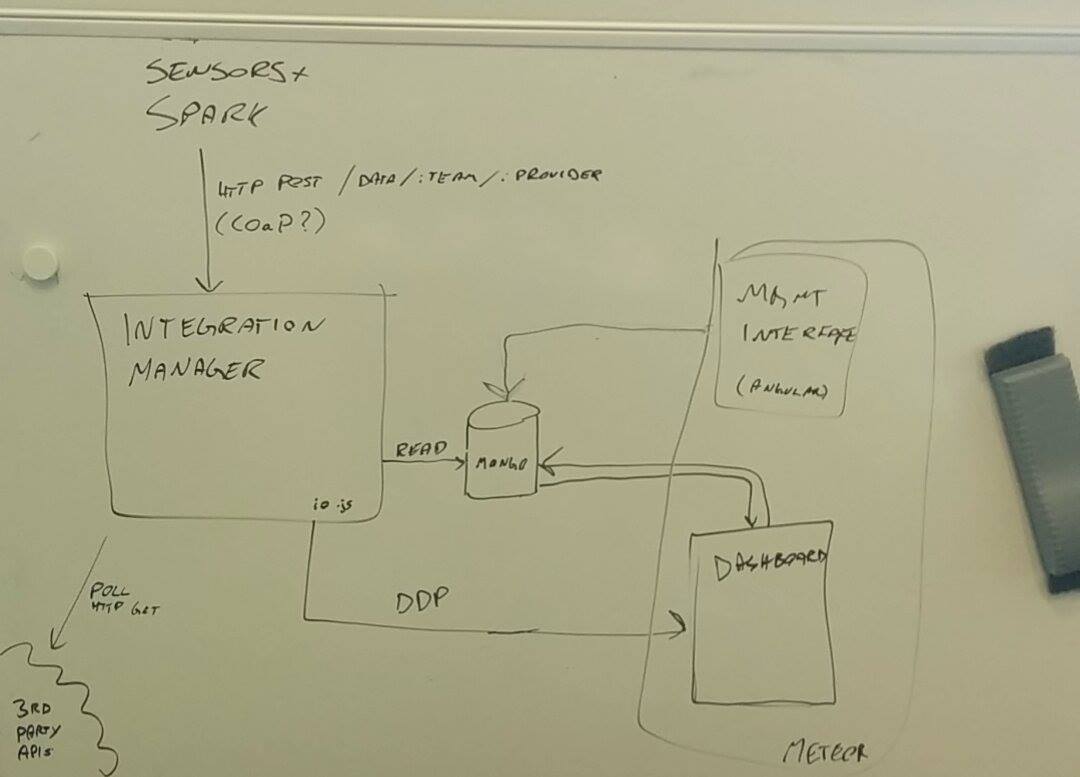 SENSORS+
SPARK
HTTP POST /DATA/:TEAM/:PROVIDER
(COAP?)
INTEGRATION
MANAGER
io.js
READ
MONGO
MGMT
INTERFACE
(ANGULAR)
DASHBOARD
DDP
POLL
HTTP GET
3RD
PARTY
APIs
METEOR